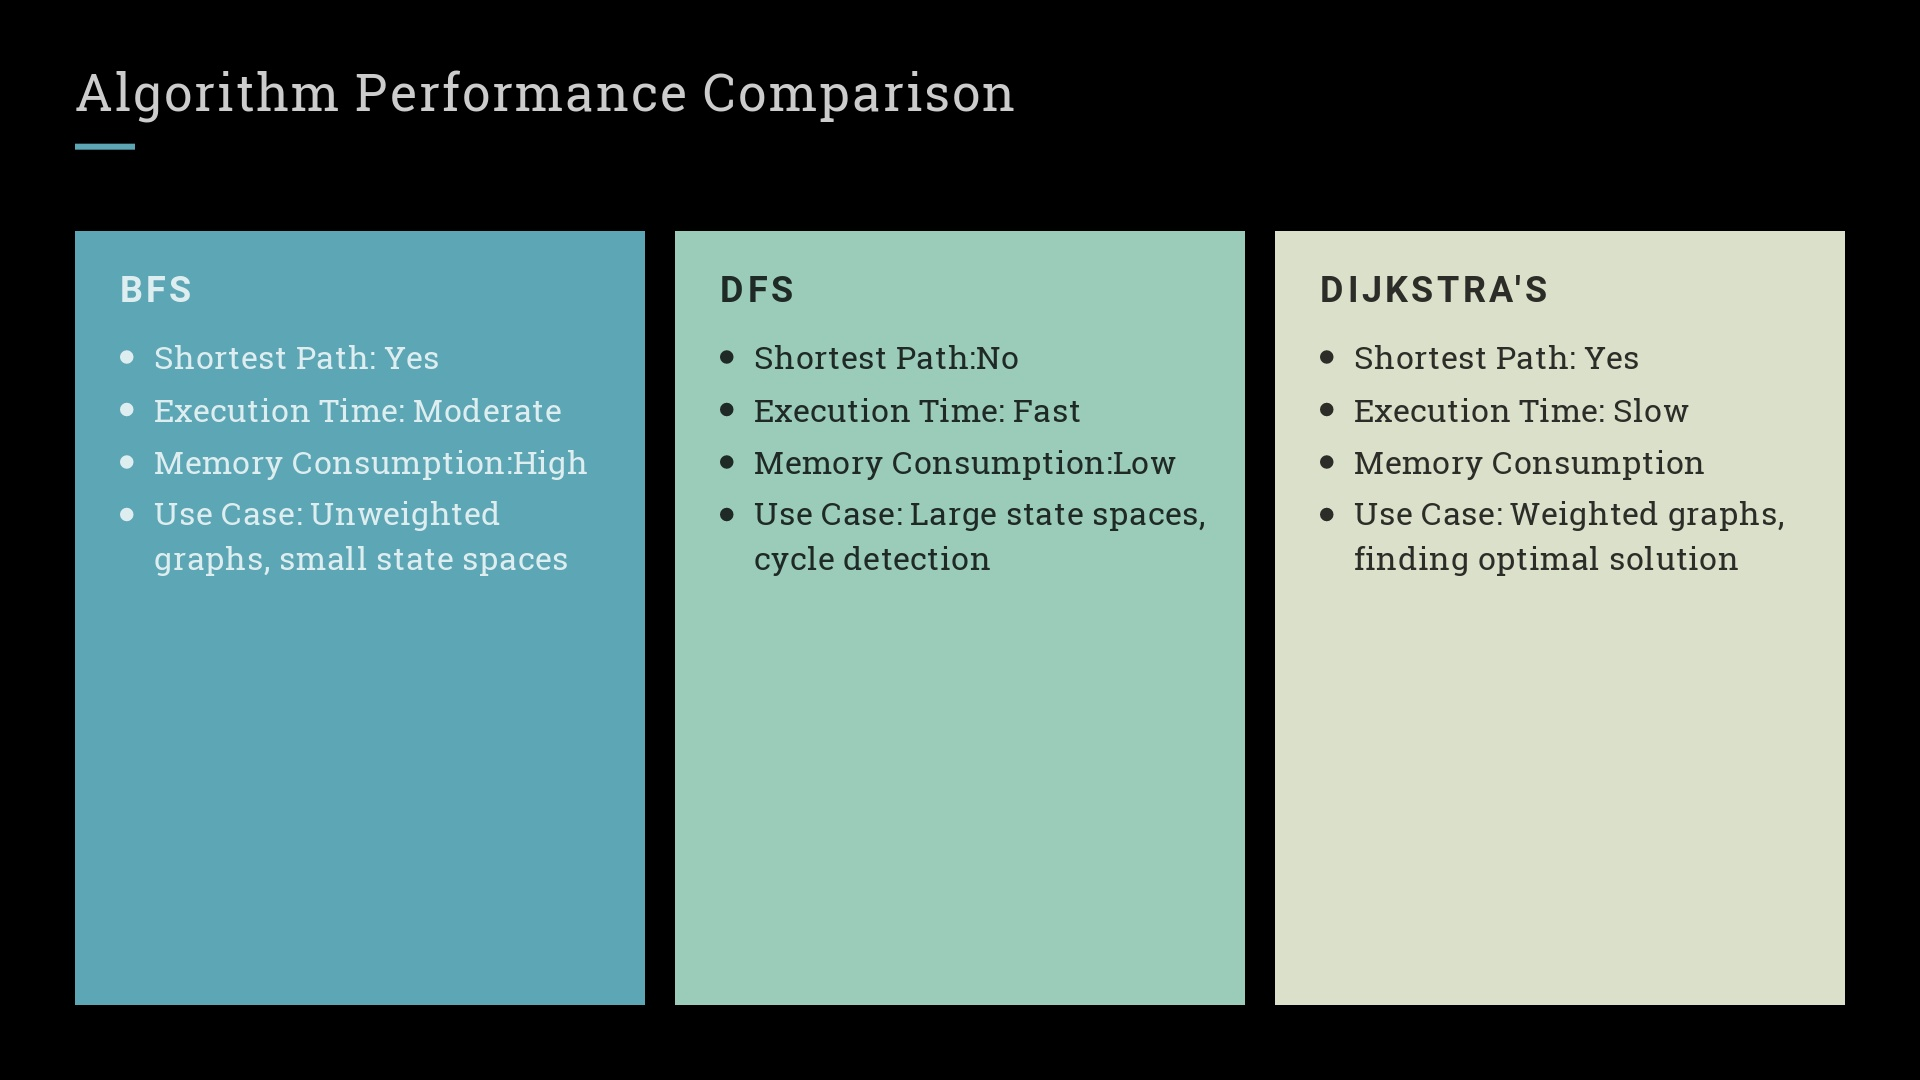 Algorithm Performance Comparison
BFS
Shortest Path: Yes
Execution Time: Moderate
Memory Consumption:High
Use Case: Unweighted
graphs, small state spaces
DFS
Shortest Path:No
Execution Time: Fast
Memory Consumption:Low
Use Case: Large state spaces,
cycle detection
DIJKSTRA'S
Shortest Path: Yes
Execution Time: Slow
Memory Consumption
Use Case: Weighted graphs,
finding optimal solution